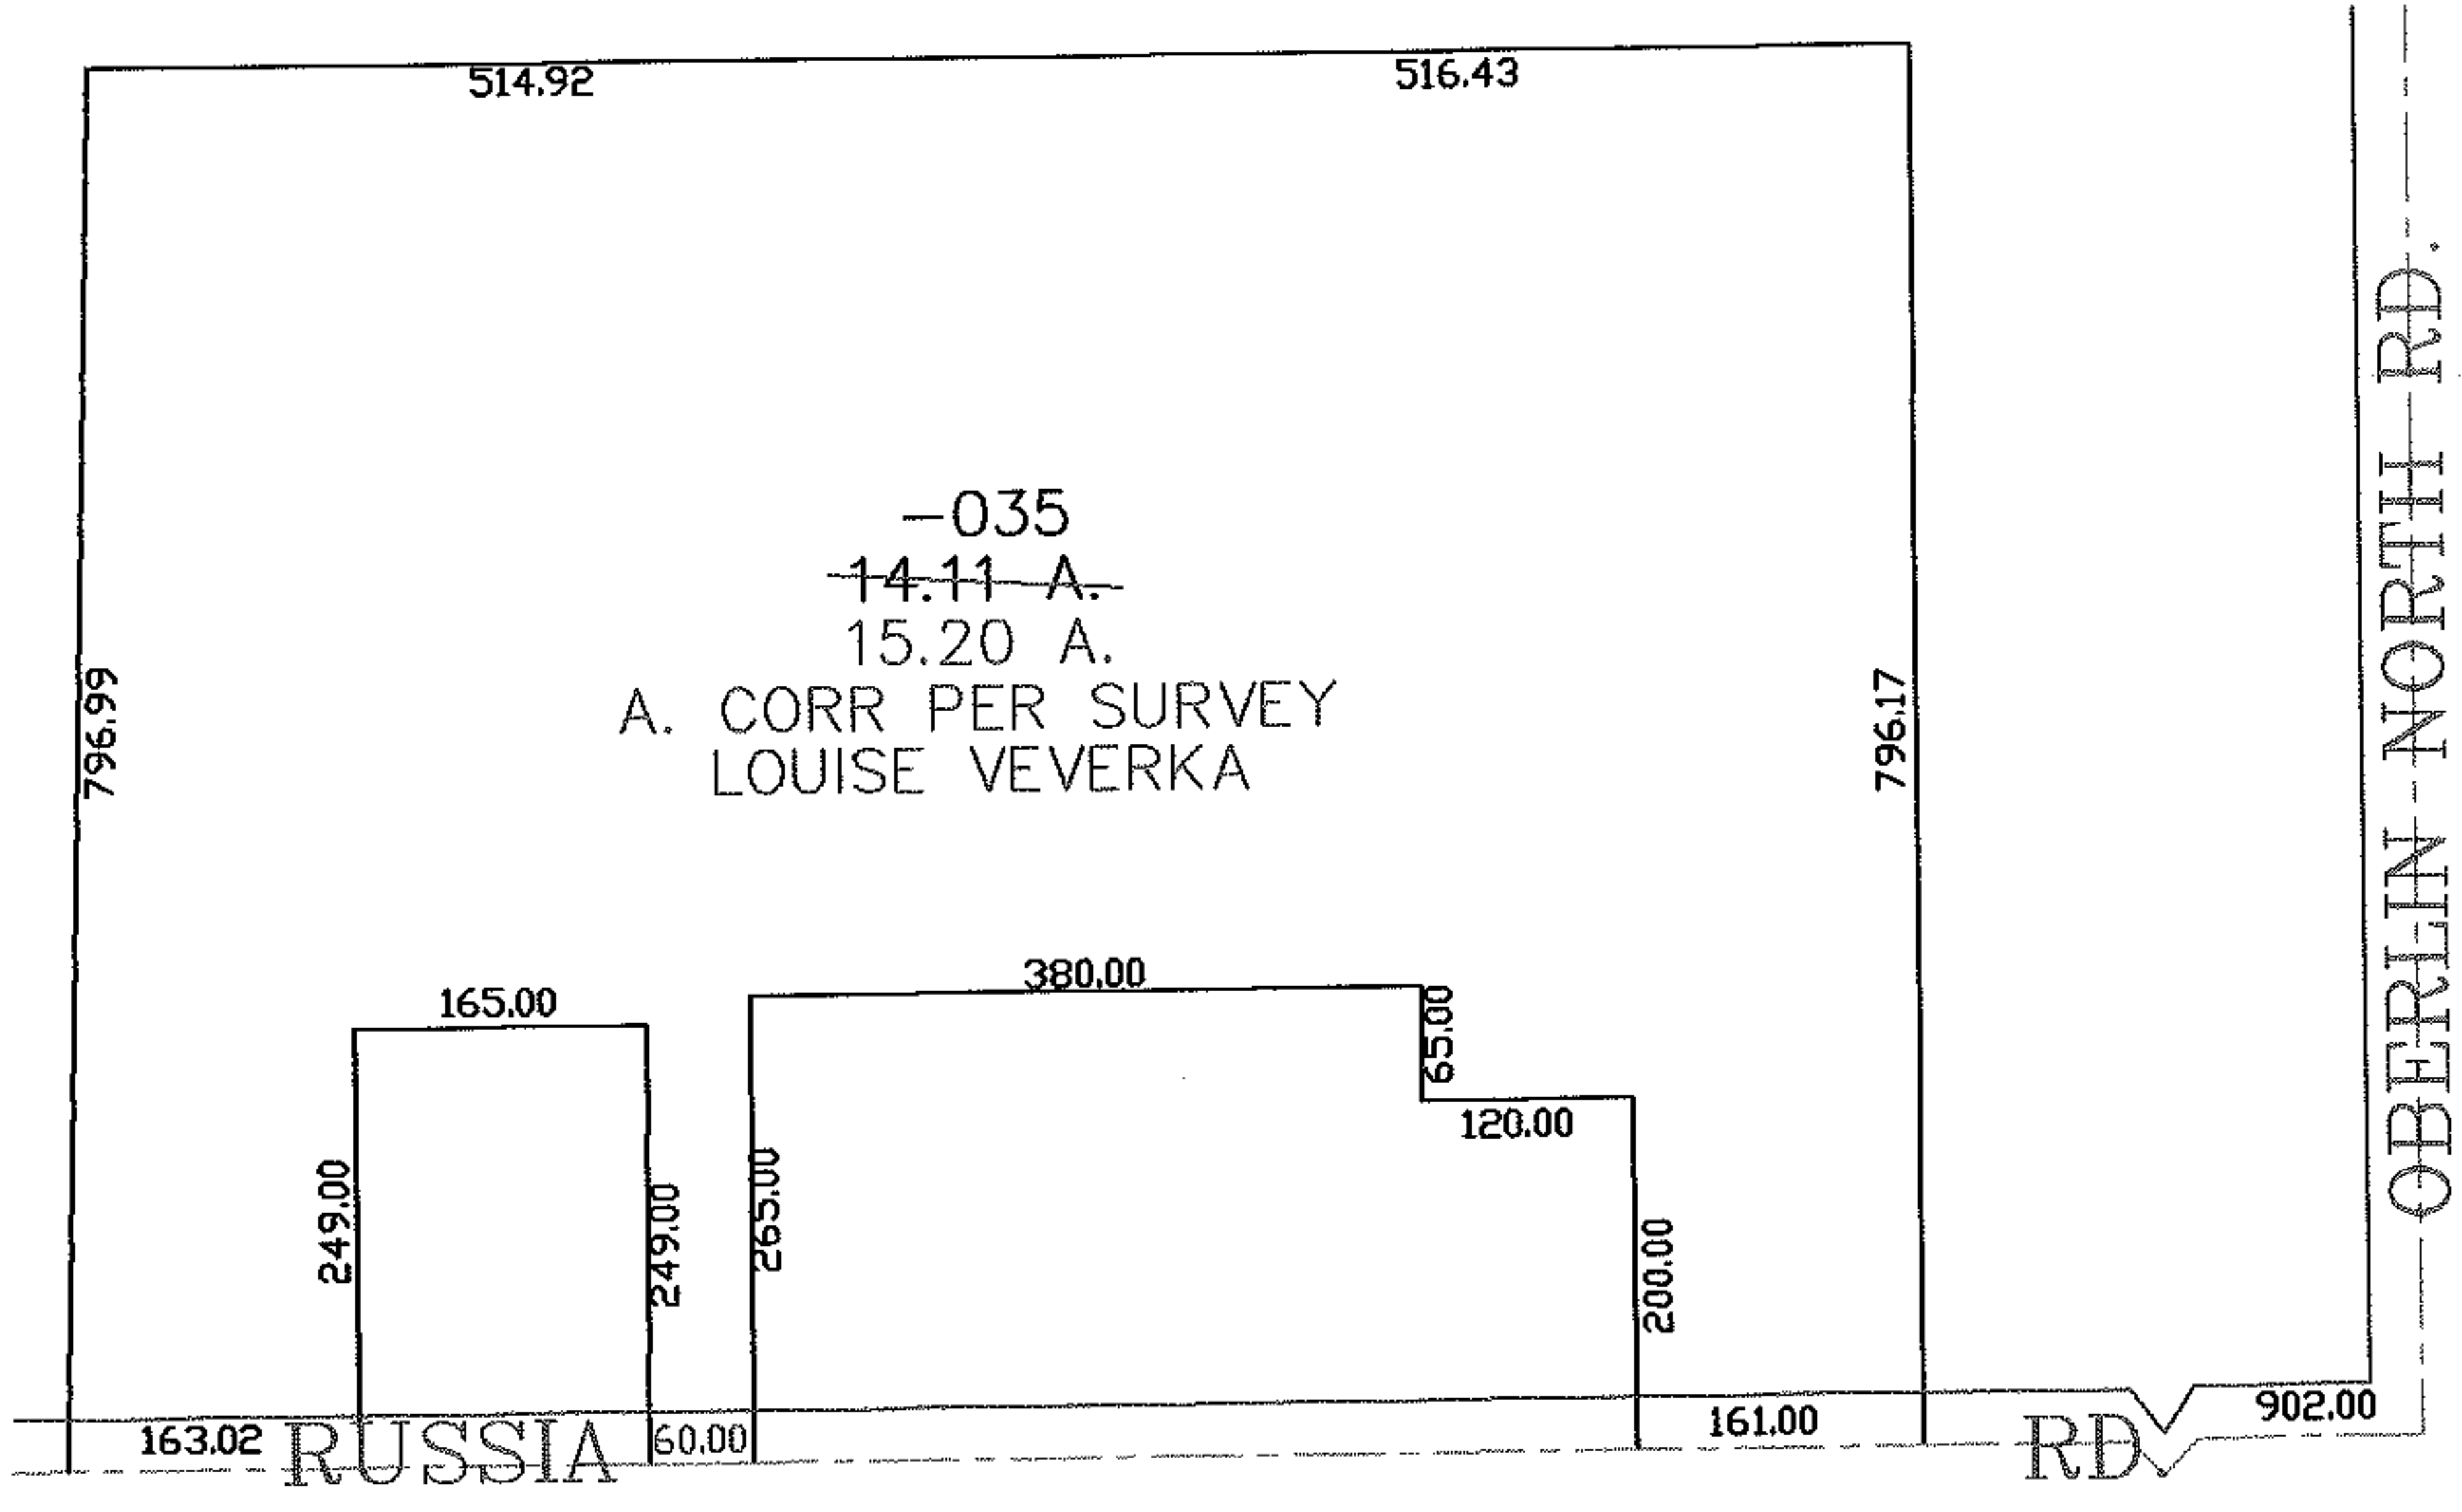 514.92
516.43
-035
14.11 A.
15.20 A.
A. CORR PER SURVEY
LOUISE VEVERKA
796.99
796.17
OBERLIN NORTH RD.
165.00
380.00
65.00
120.00
249.00
249.00
265.00
200.00
163.02
RUSSIA
60.00
161.00
RD
902.00